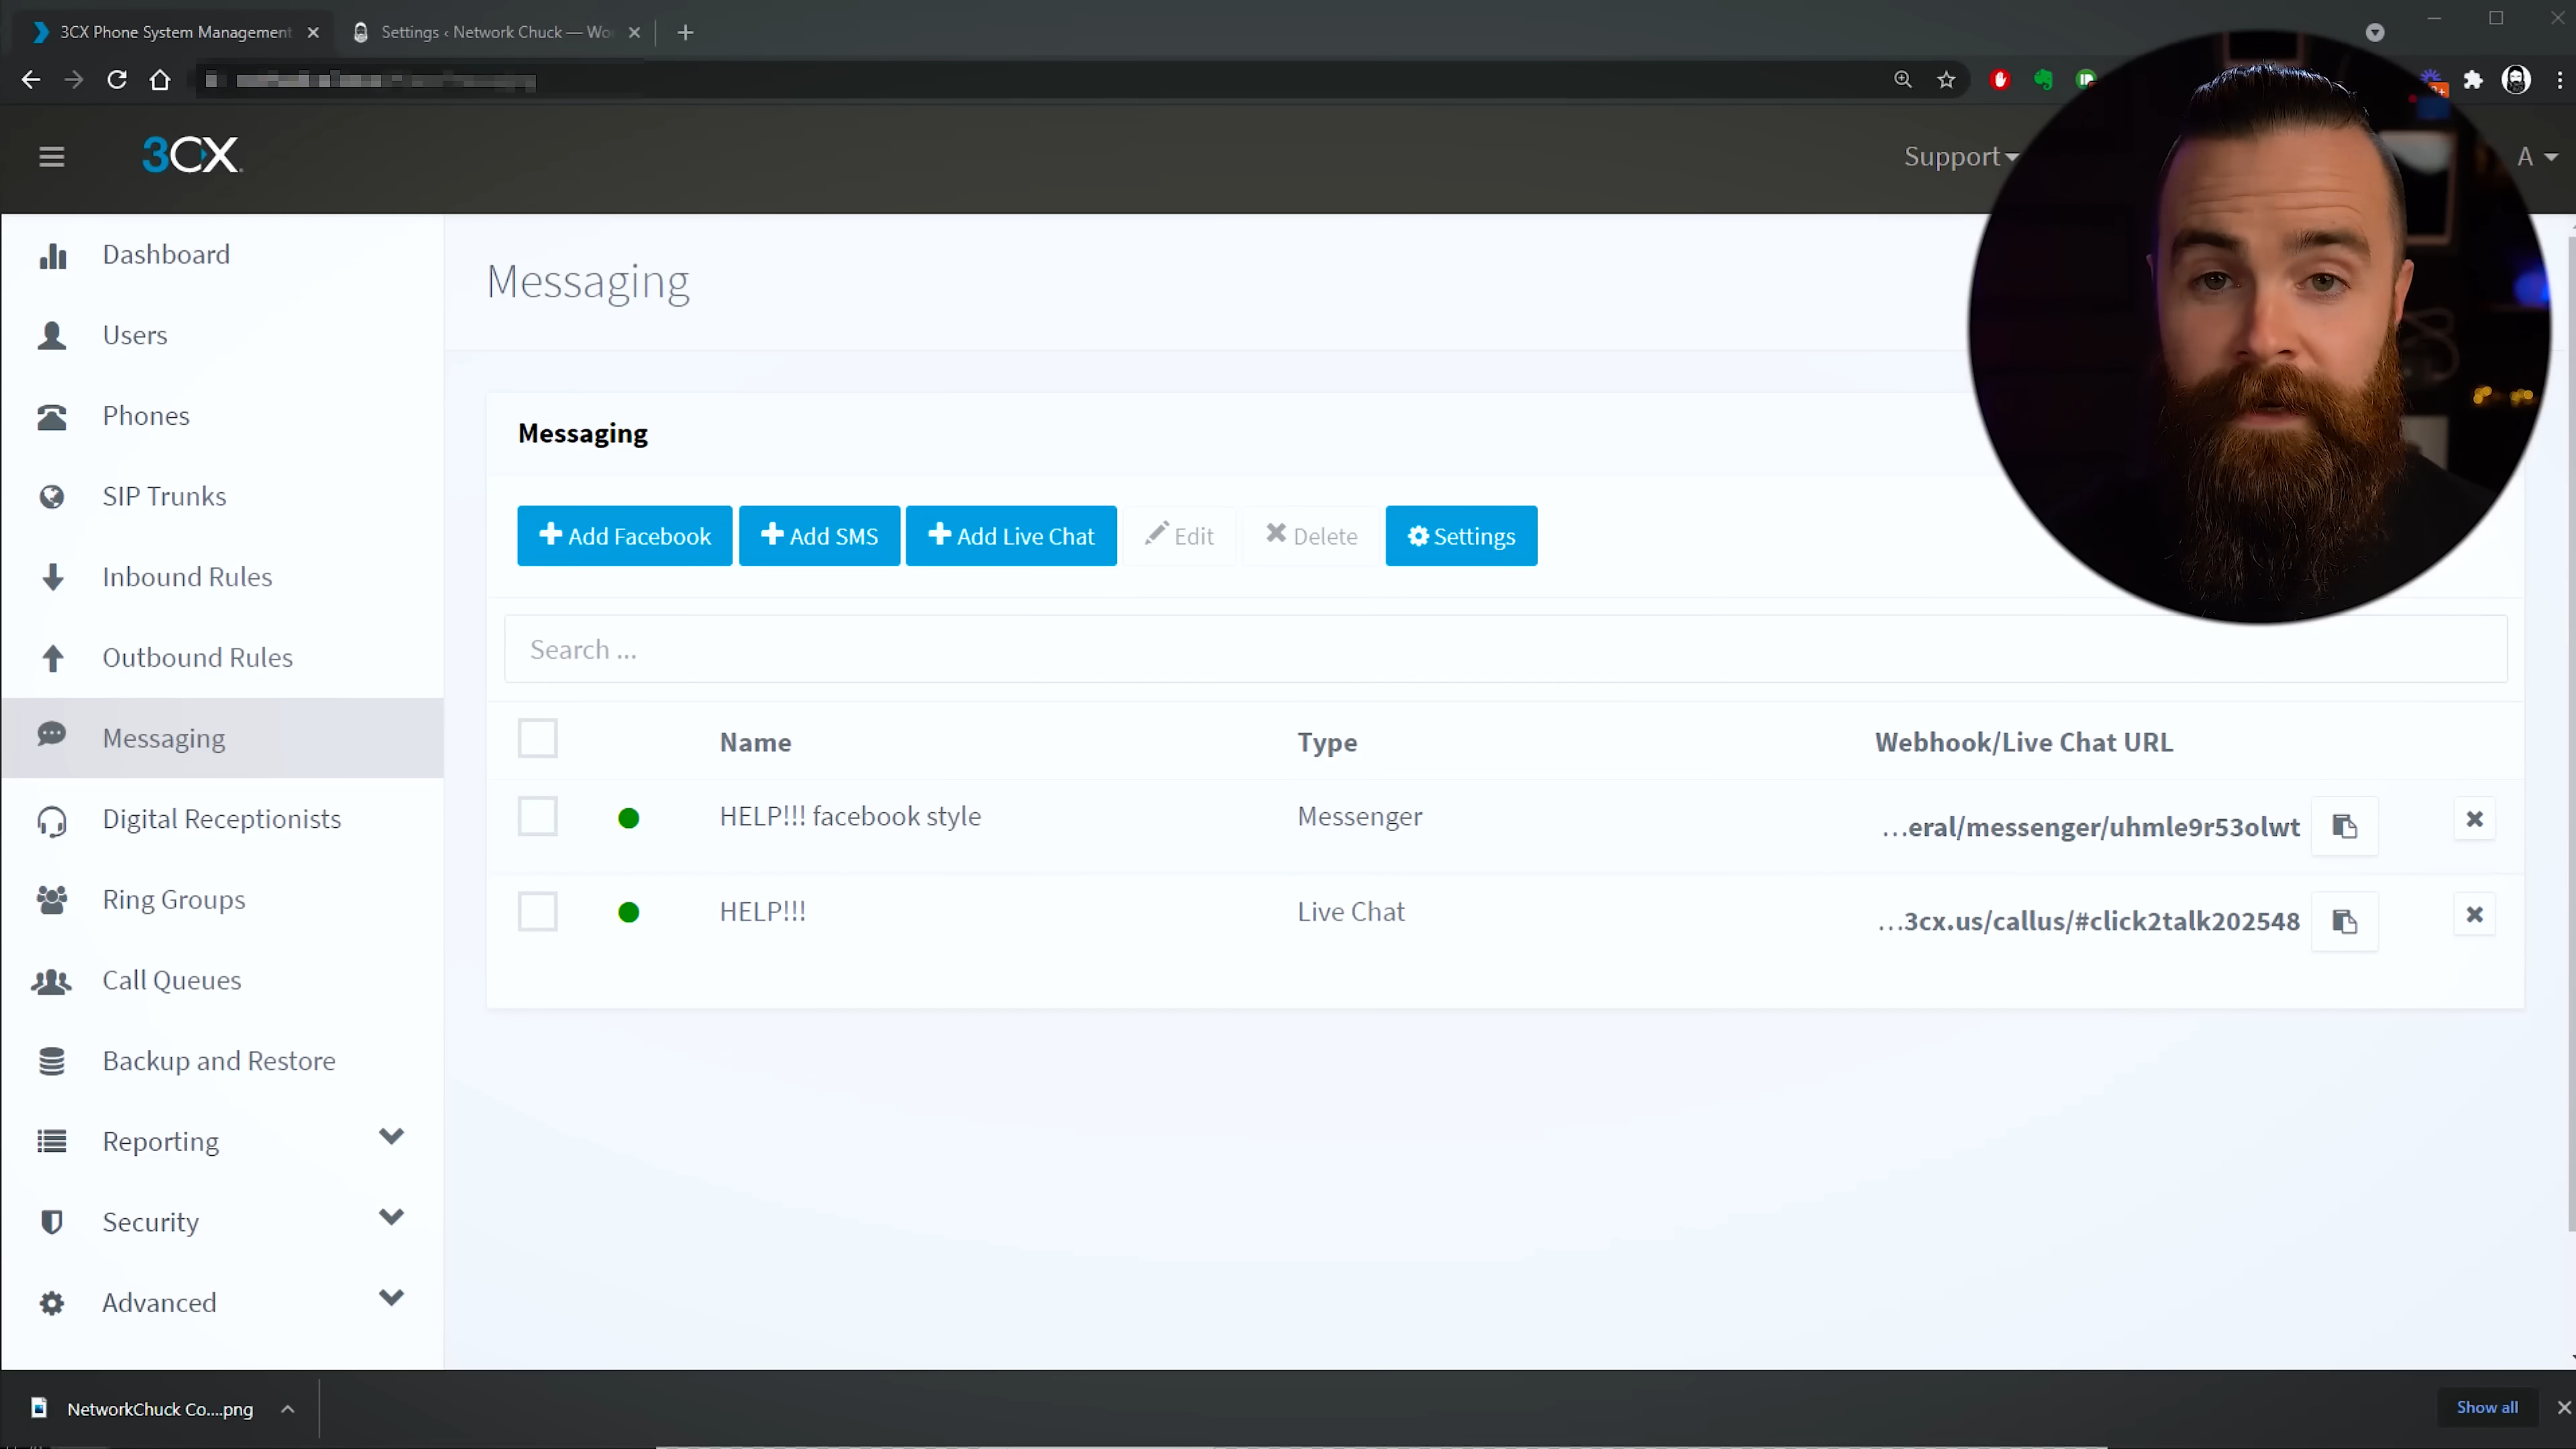 3CX Phone System Management
Settings ‹ Network Chuck — Wo
3CX
Support
A
Dashboard
Users
Phones
SIP Trunks
Inbound Rules
Outbound Rules
Messaging
Digital Receptionists
Ring Groups
Call Queues
Backup and Restore
Reporting
Security
Advanced
Messaging
Messaging
Add Facebook
Add SMS
Add Live Chat
Edit
Delete
Settings
Search ...
Name Type Webhook/Live Chat URL
HELP!!! facebook style Messenger ...eral/messenger/uhmle9r53olwt
HELP!!! Live Chat ...3cx.us/callus/#click2talk202548
NetworkChuck Co....png
Show all